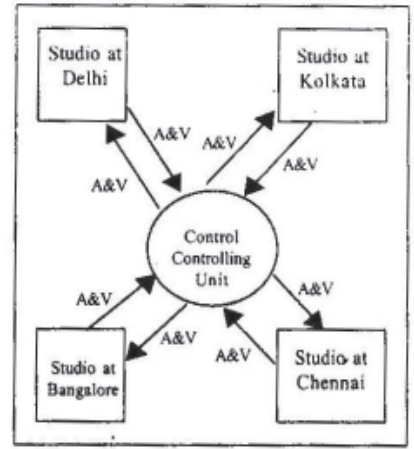 Studio at
Delhi
Studio at
Kolkata
A&V
A&V
A&V
A&V
Control
Controlling
Unit
A&V
A&V
A&V
A&V
Studio at
Bangalore
Studio at
Chennai